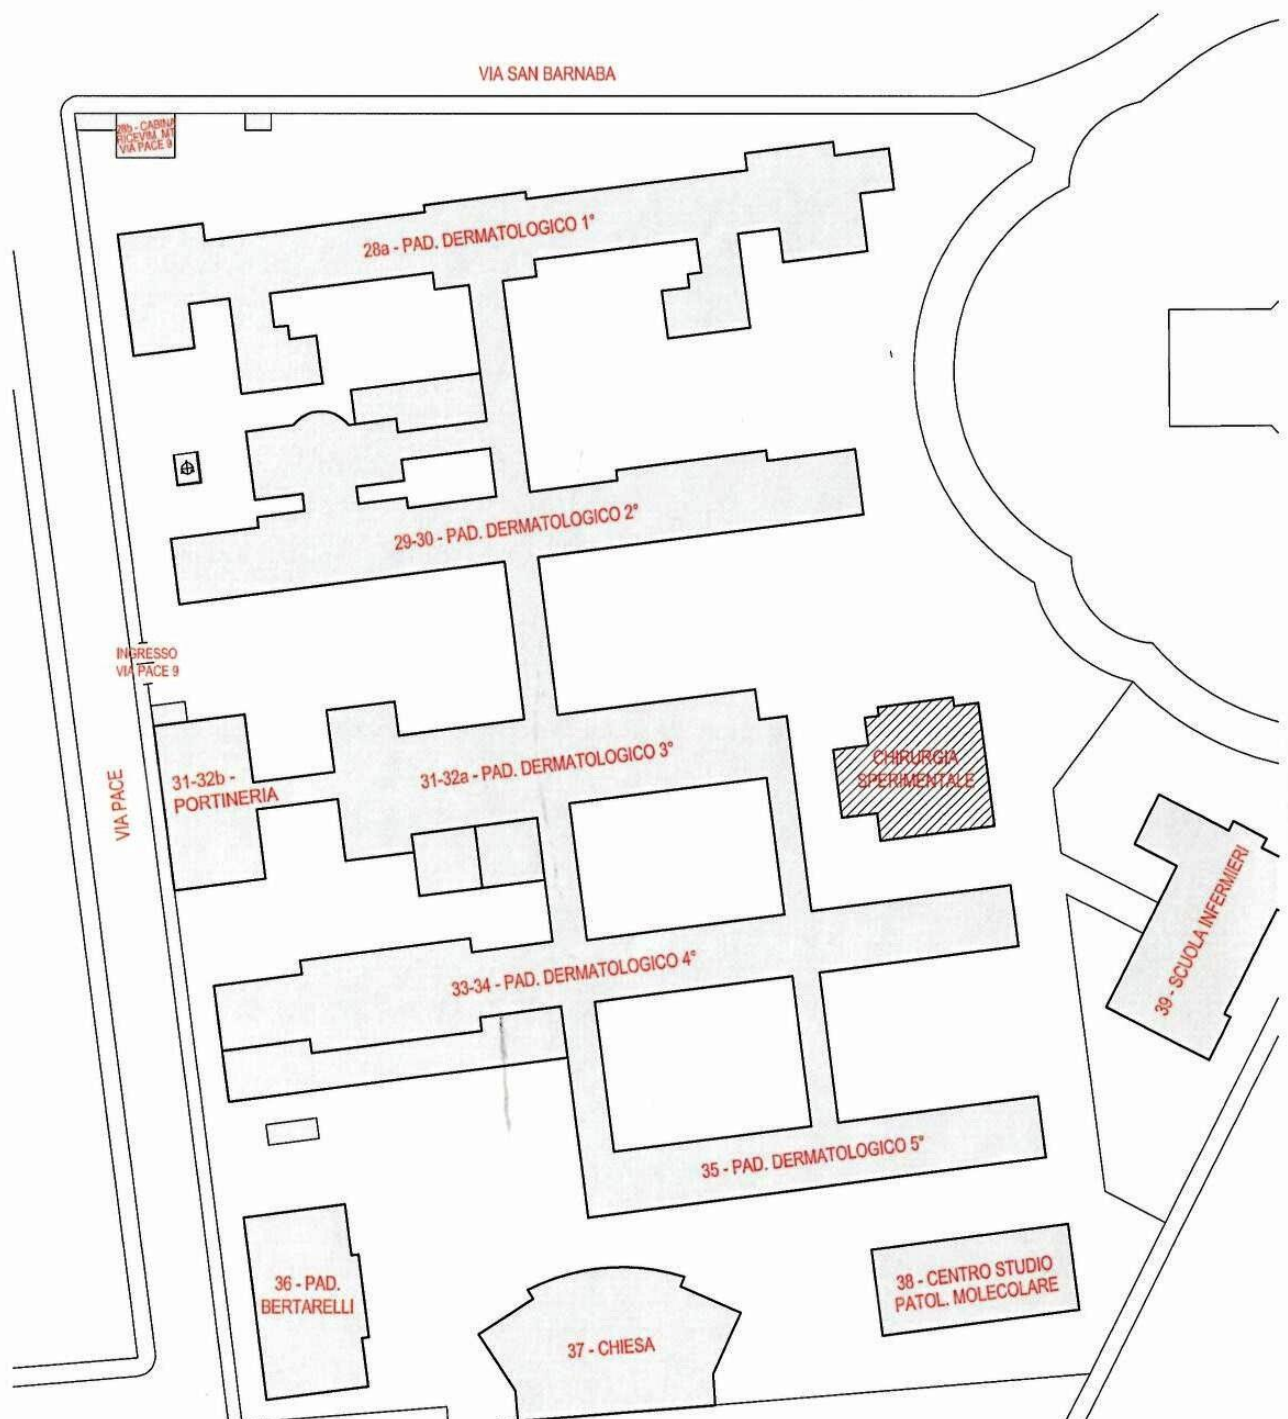 VIA SAN BARNABA
28b - CABINA
RICEVIM. MT
VIA PACE 9
28a - PAD. DERMATOLOGICO 1°
29-30 - PAD. DERMATOLOGICO 2°
INGRESSO
VIA PACE 9
VIA PACE
31-32b -
PORTINERIA
31-32a - PAD. DERMATOLOGICO 3°
CHIRURGIA
SPERIMENTALE
39 - SCUOLA INFERMIERI
33-34 - PAD. DERMATOLOGICO 4°
35 - PAD. DERMATOLOGICO 5°
36 - PAD.
BERTARELLI
37 - CHIESA
38 - CENTRO STUDIO
PATOL. MOLECOLARE